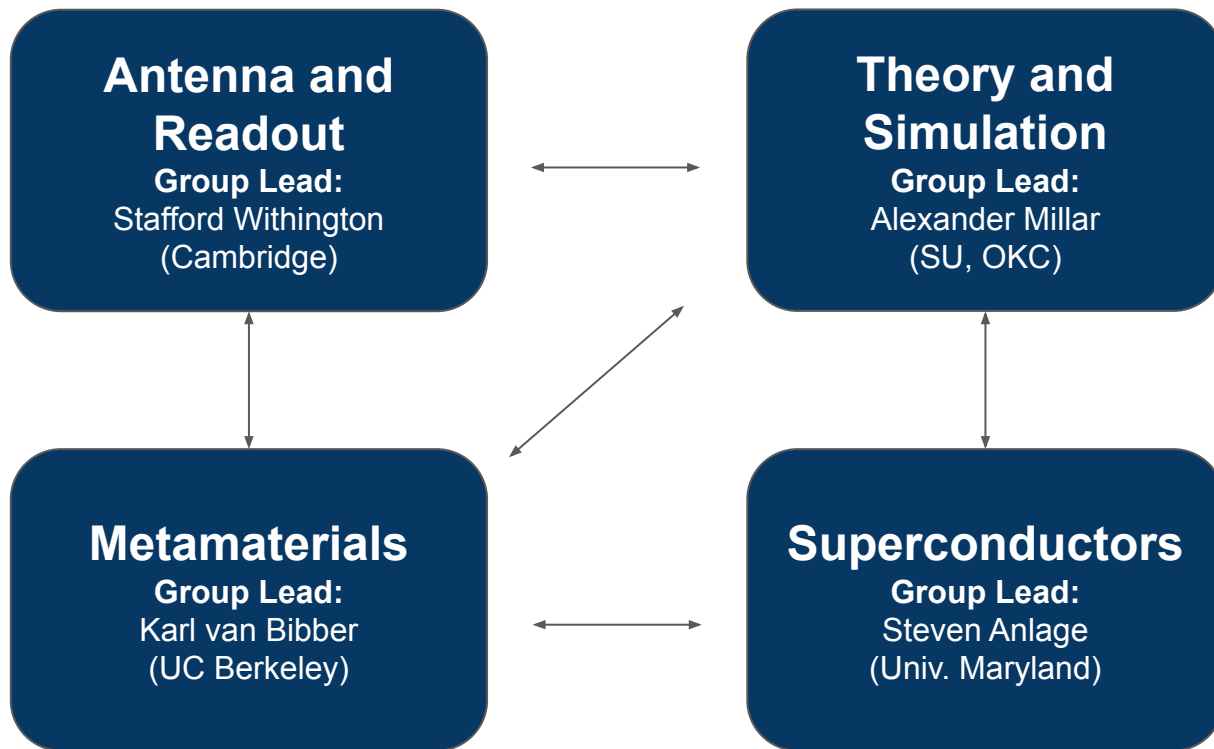 Antenna and
Readout
Group Lead:
Stafford Withington
(Cambridge)
Theory and
Simulation
Group Lead:
Alexander Millar
(SU, OKC)
Metamaterials
Group Lead:
Karl van Bibber
(UC Berkeley)
Superconductors
Group Lead:
Steven Anlage
(Univ. Maryland)